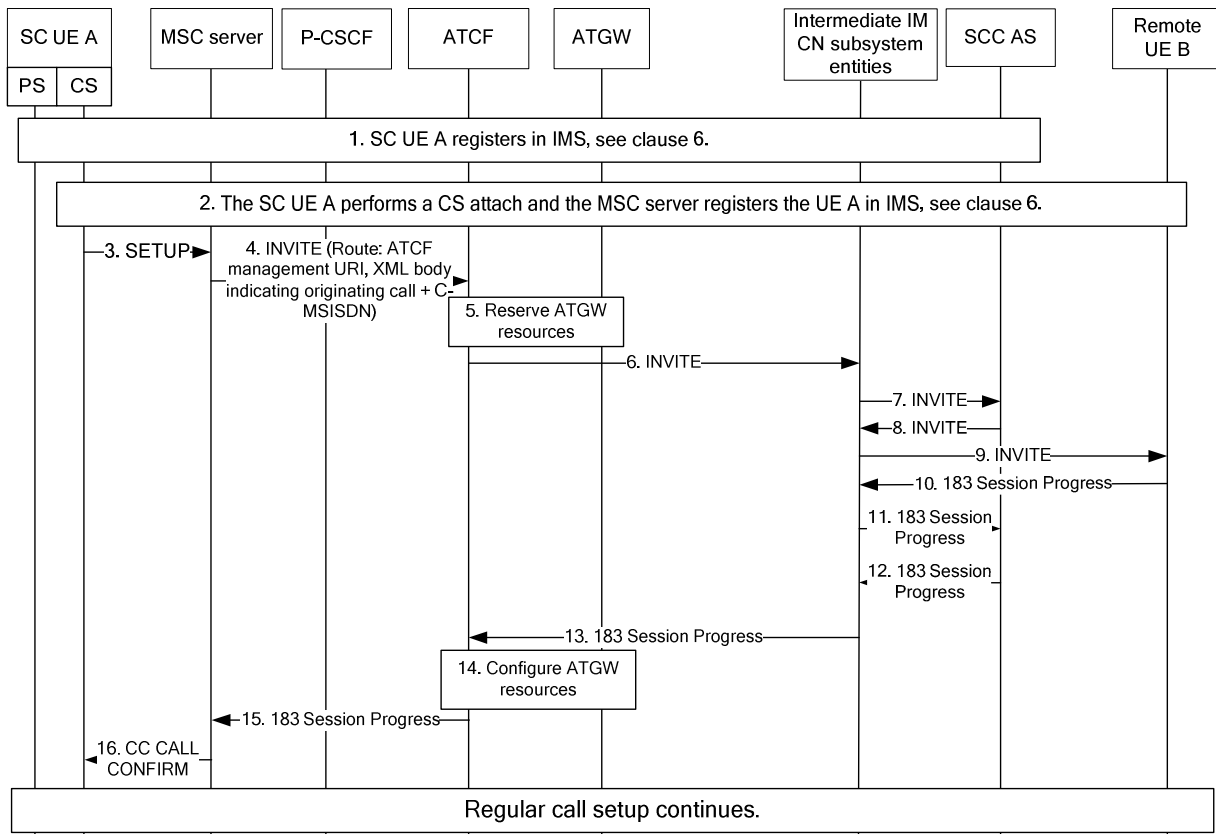 SC UE A
MSC server
P-CSCF
ATCF
ATGW
Intermediate IM
CN subsystem
entities
SCC AS
Remote
UE B
PS
CS
1. SC UE A registers in IMS, see clause 6.
2. The SC UE A performs a CS attach and the MSC server registers the UE A in IMS, see clause 6.
3. SETUP
4. INVITE (Route: ATCF
management URI, XML body
indicating originating call + C-
MSISDN)
5. Reserve ATGW
resources
6. INVITE
7. INVITE
8. INVITE
9. INVITE
10. 183 Session Progress
11. 183 Session
Progress
12. 183 Session
Progress
13. 183 Session Progress
14. Configure ATGW
resources
15. 183 Session Progress
16. CC CALL
CONFIRM
Regular call setup continues.